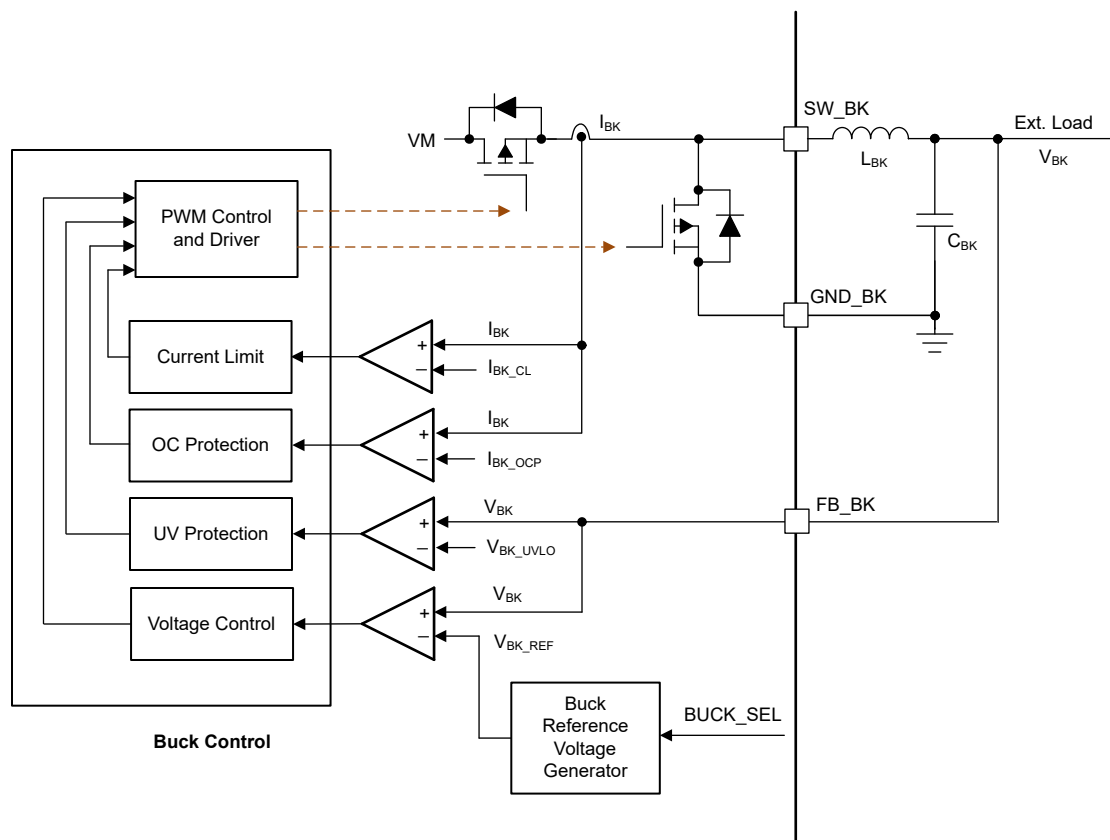 SW_BK
I_BK
Ext. Load
VM
L_BK
V_BK
PWM Control
and Driver
C_BK
GND_BK
I_BK
+
Current Limit
–
I_BK_CL
I_BK
+
OC Protection
–
I_BK_OCP
FB_BK
V_BK
+
UV Protection
–
V_BK_UVLO
V_BK
+
Voltage Control
–
V_BK_REF
Buck
Reference
Voltage
Generator
BUCK_SEL
Buck Control